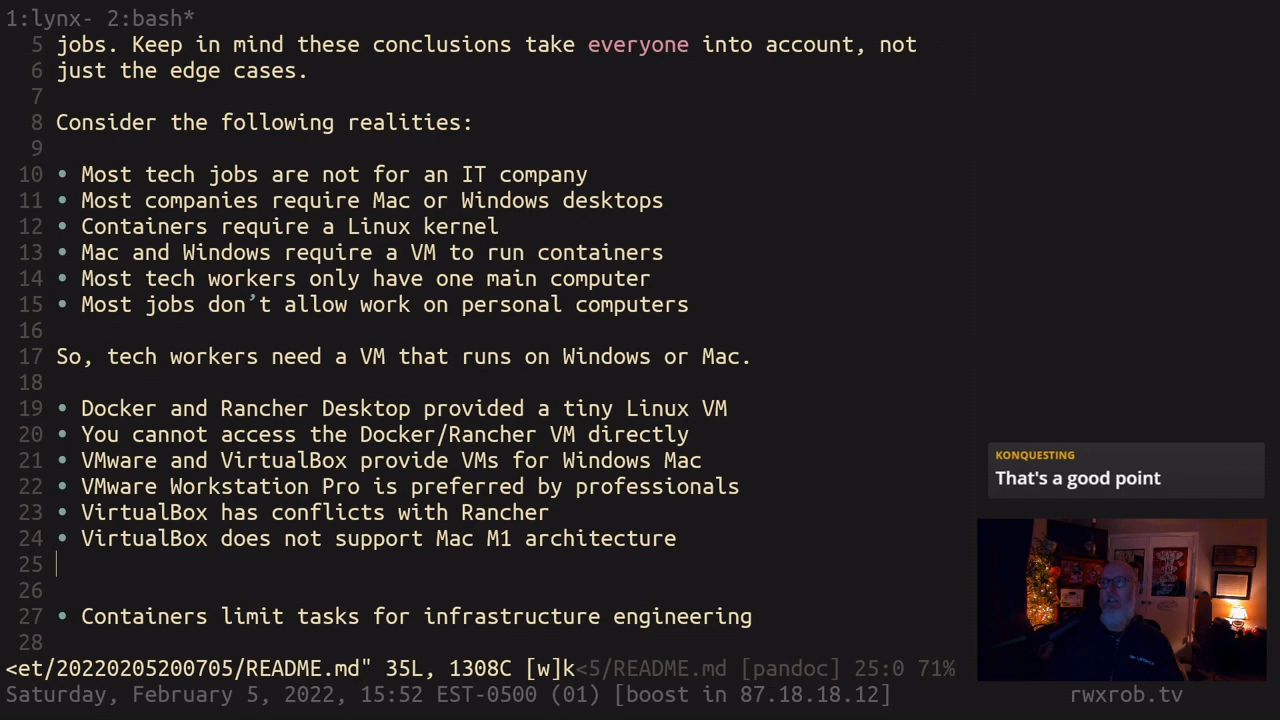 1:lynx- 2:bash*
5 jobs. Keep in mind these conclusions take everyone into account, not
6 just the edge cases.
7
8 Consider the following realities:
9
10 • Most tech jobs are not for an IT company
11 • Most companies require Mac or Windows desktops
12 • Containers require a Linux kernel
13 • Mac and Windows require a VM to run containers
14 • Most tech workers only have one main computer
15 • Most jobs don’t allow work on personal computers
16
17 So, tech workers need a VM that runs on Windows or Mac.
18
19 • Docker and Rancher Desktop provided a tiny Linux VM
20 • You cannot access the Docker/Rancher VM directly
21 • VMware and VirtualBox provide VMs for Windows Mac
22 • VMware Workstation Pro is preferred by professionals
23 • VirtualBox has conflicts with Rancher
24 • VirtualBox does not support Mac M1 architecture
25
26
27 • Containers limit tasks for infrastructure engineering
28
<et/20220205200705/README.md" 35L, 1308C [w]k<5/README.md [pandoc] 25:0 71%
Saturday, February 5, 2022, 15:52 EST-0500 (01) [boost in 87.18.18.12]
KONQUESTING
That's a good point
rwxrob.tv